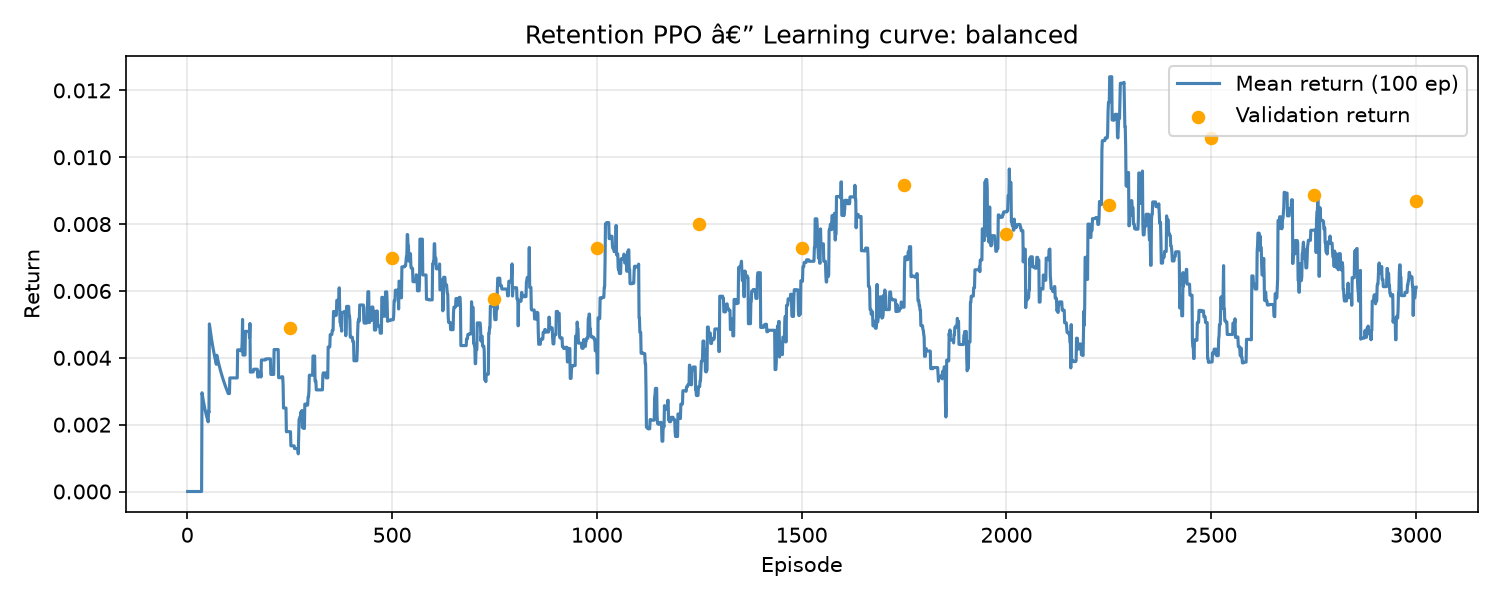 Retention PPO â€” Learning curve: balanced
Mean return (100 ep)
Validation return
Return
0.012
0.010
0.008
0.006
0.004
0.002
0.000
0 500 1000 1500 2000 2500 3000
Episode